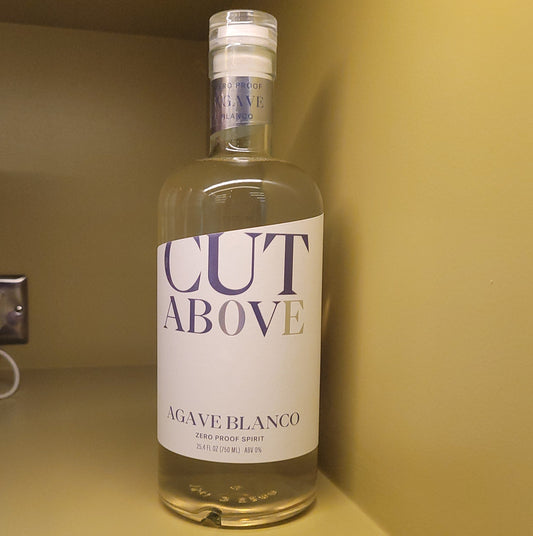 ZERO PROOF
AGAVE
BLANCO
CUT
ABOVE
AGAVE BLANCO
ZERO PROOF SPIRIT
25.4 FL OZ (750 ML) ABV 0%